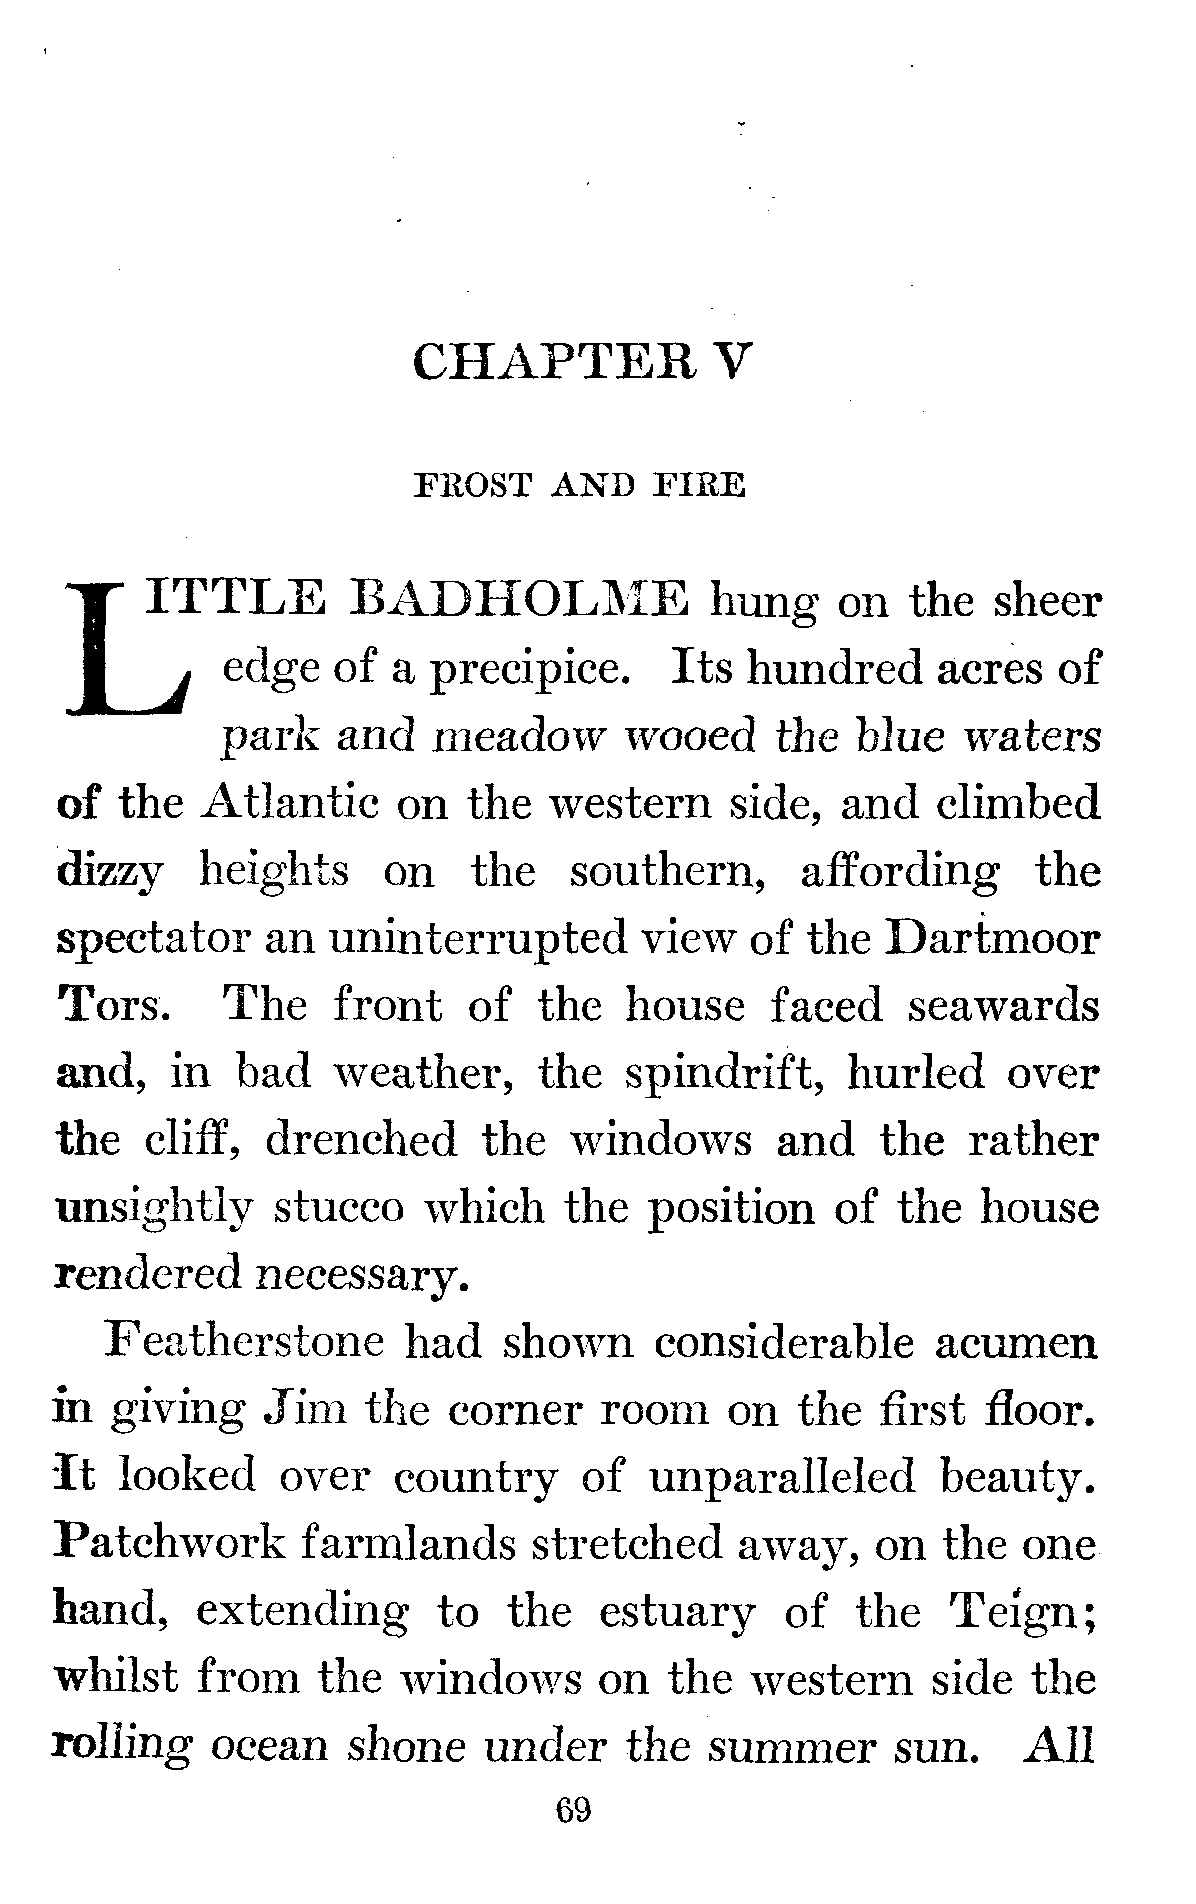 CHAPTER V
FROST AND FIRE
LITTLE BADHOLME hung on the sheer
edge of a precipice. Its hundred acres of
park and meadow wooed the blue waters
of the Atlantic on the western side, and climbed
dizzy heights on the southern, affording the
spectator an uninterrupted view of the Dartmoor
Tors. The front of the house faced seawards
and, in bad weather, the spindrift, hurled over
the cliff, drenched the windows and the rather
unsightly stucco which the position of the house
rendered necessary.
Featherstone had shown considerable acumen
in giving Jim the corner room on the first floor.
It looked over country of unparalleled beauty.
Patchwork farmlands stretched away, on the one
hand, extending to the estuary of the Teign;
whilst from the windows on the western side the
rolling ocean shone under the summer sun. All
69